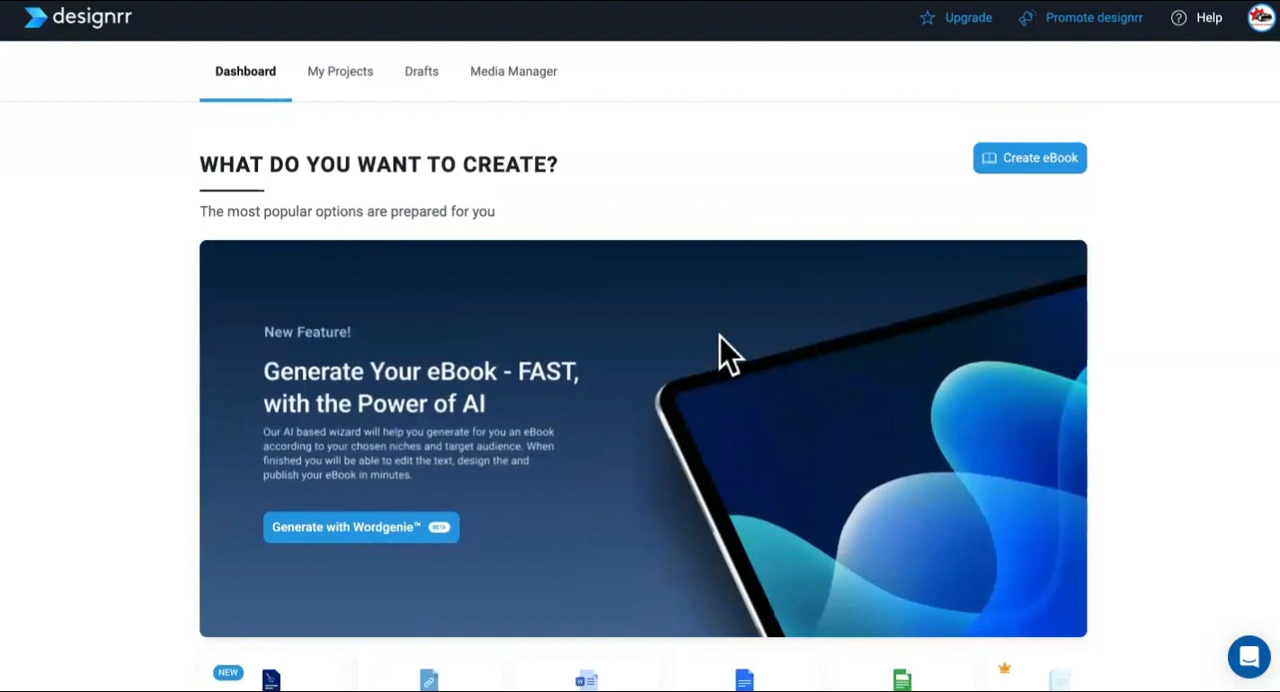 designrr
Upgrade
Promote designrr
Help
Dashboard
My Projects
Drafts
Media Manager
WHAT DO YOU WANT TO CREATE?
Create eBook
The most popular options are prepared for you
New Feature!
Generate Your eBook - FAST,
with the Power of AI
Our AI based wizard will help you generate for you an eBook
according to your chosen niches and target audience. When
finished you will be able to edit the text, design the and
publish your eBook in minutes.
Generate with Wordgenie™ BETA
NEW
W